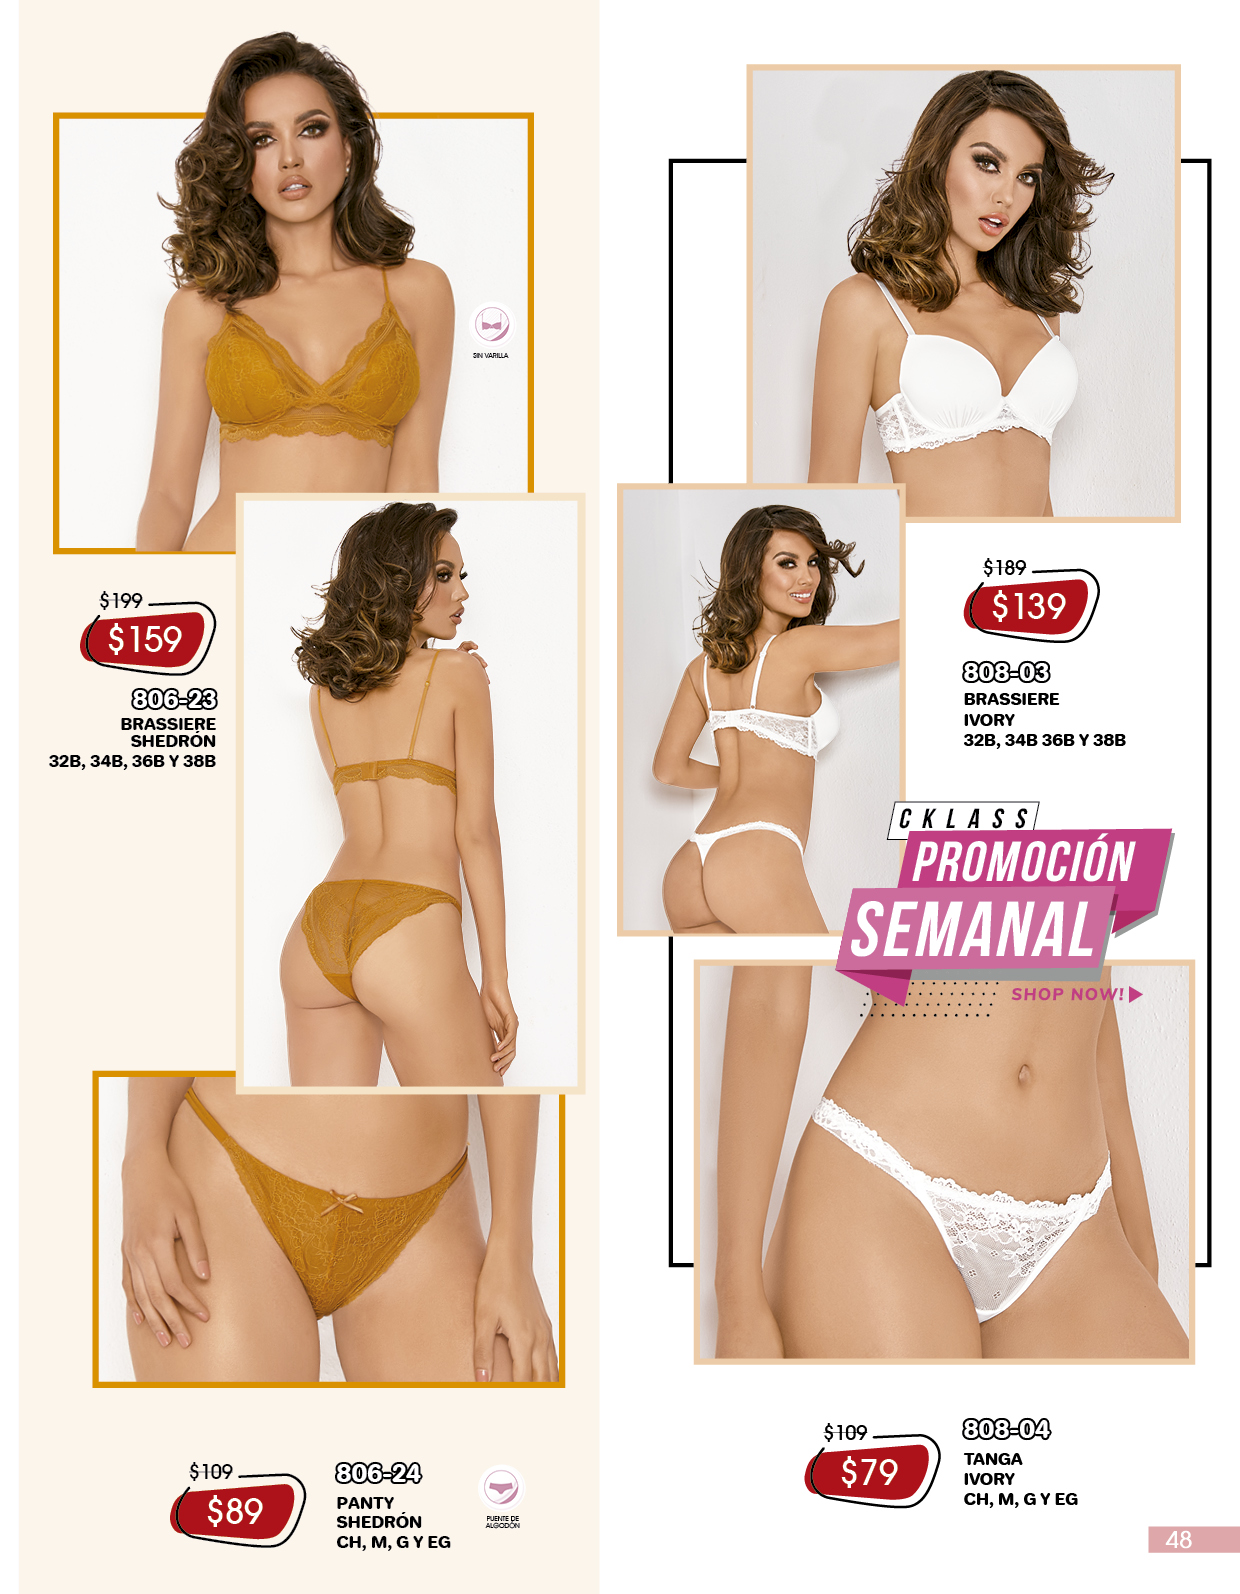 SIN VARILLA
$199
$159
806-23
BRASSIERE
SHEDRÓN
32B, 34B, 36B Y 38B
$109
$89
806-24
PANTY
SHEDRÓN
CH, M, G Y EG
PUENTE DE
ALGODÓN
$189
$139
808-03
BRASSIERE
IVORY
32B, 34B 36B Y 38B
CKLASS
PROMOCIÓN
SEMANAL
SHOP NOW!
$109
$79
808-04
TANGA
IVORY
CH, M, G Y EG
48